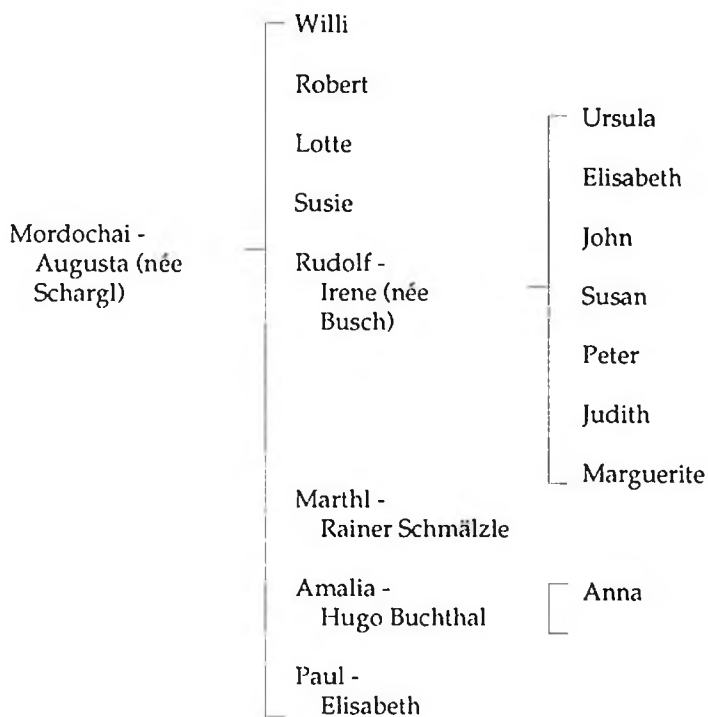 Willi
Robert
Lotte
Susie
Mordochai -
Augusta (née
Schargl)
Rudolf -
Irene (née
Busch)
Ursula
Elisabeth
John
Susan
Peter
Judith
Marguerite
Marthl -
Rainer Schmälzle
Amalia -
Hugo Buchthal
Anna
Paul -
Elisabeth